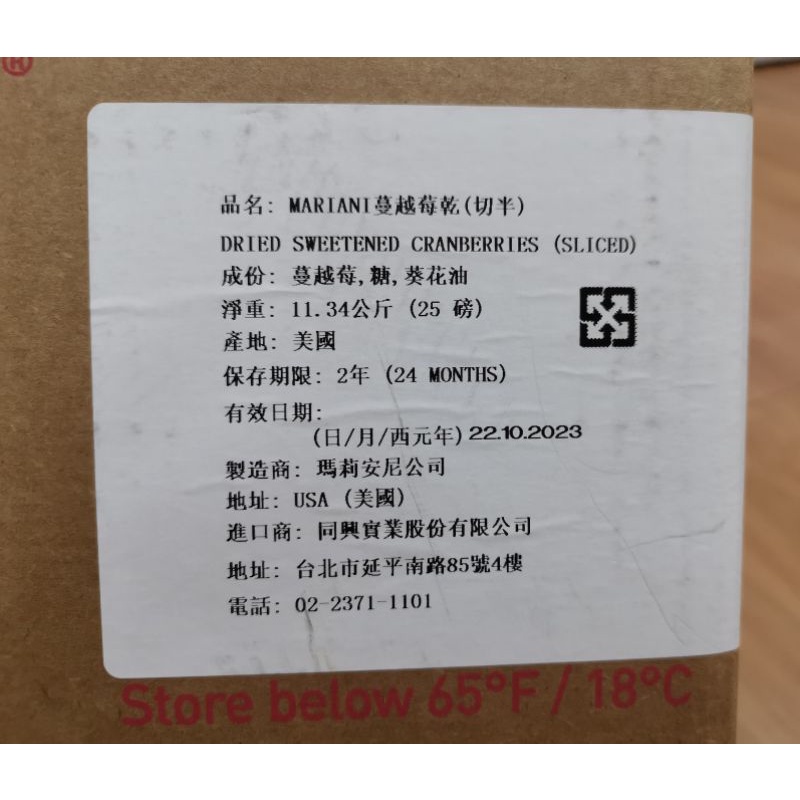 ®
品名: MARIANI蔓越莓乾(切半)
DRIED SWEETENED CRANBERRIES (SLICED)
成份: 蔓越莓,糖,葵花油
淨重: 11.34公斤 (25 磅)
產地: 美國
保存期限: 2年 (24 MONTHS)
有效日期:
(日/月/西元年) 22.10.2023
製造商: 瑪莉安尼公司
地址: USA (美國)
進口商: 同興實業股份有限公司
地址: 台北市延平南路85號4樓
電話: 02-2371-1101
Store below 65°F / 18°C